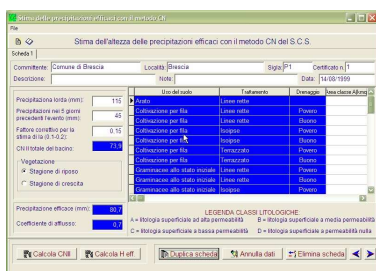 Stima delle precipitazioni efficaci con il metodo CN
File
Stima dell'altezza delle precipitazioni efficaci con il metodo CN del S.C.S.
Scheda 1
Committente: Comune di Brescia Località: Brescia Sigla: P1 Certificato n. 1
Descrizione: Note: Data: 14/08/1999
Uso del suolo Trattamento Drenaggio Area classe A(kmq
Precipitazione lorda (mm): 115
Precipitazioni nei 5 giorni precedenti l'evento (mm): 45
Fattore correttivo per la stima di Ia (0.1-0.2): 0,15
CN II totale del bacino: 73,9
Vegetazione
Stagione di riposo
Stagione di crescita
Arato Linee rette
Coltivazione per fila Linee rette Povero
Coltivazione per fila Linee rette Buono
Coltivazione per fila Isoipse Povero
Coltivazione per fila Isoipse Buono
Coltivazione per fila Terrazzato Povero
Coltivazione per fila Terrazzato Buono
Graminacee allo stato iniziale Linee rette Povero
Graminacee allo stato iniziale Linee rette Buono
Graminacee allo stato iniziale Isoipse Povero
Precipitazione efficace (mm): 80,7
Coefficiente di afflusso: 0,7
LEGENDA CLASSI LITOLOGICHE:
A = litologia superficiale ad alta permeabilità B = litologia superficiale a media permeabilità
C = litologia superficiale a bassa permeabilità D = litologia superficiale a permeabilità nulla
Calcola CNII Calcola H eff Duplica scheda Annulla dati Elimina scheda